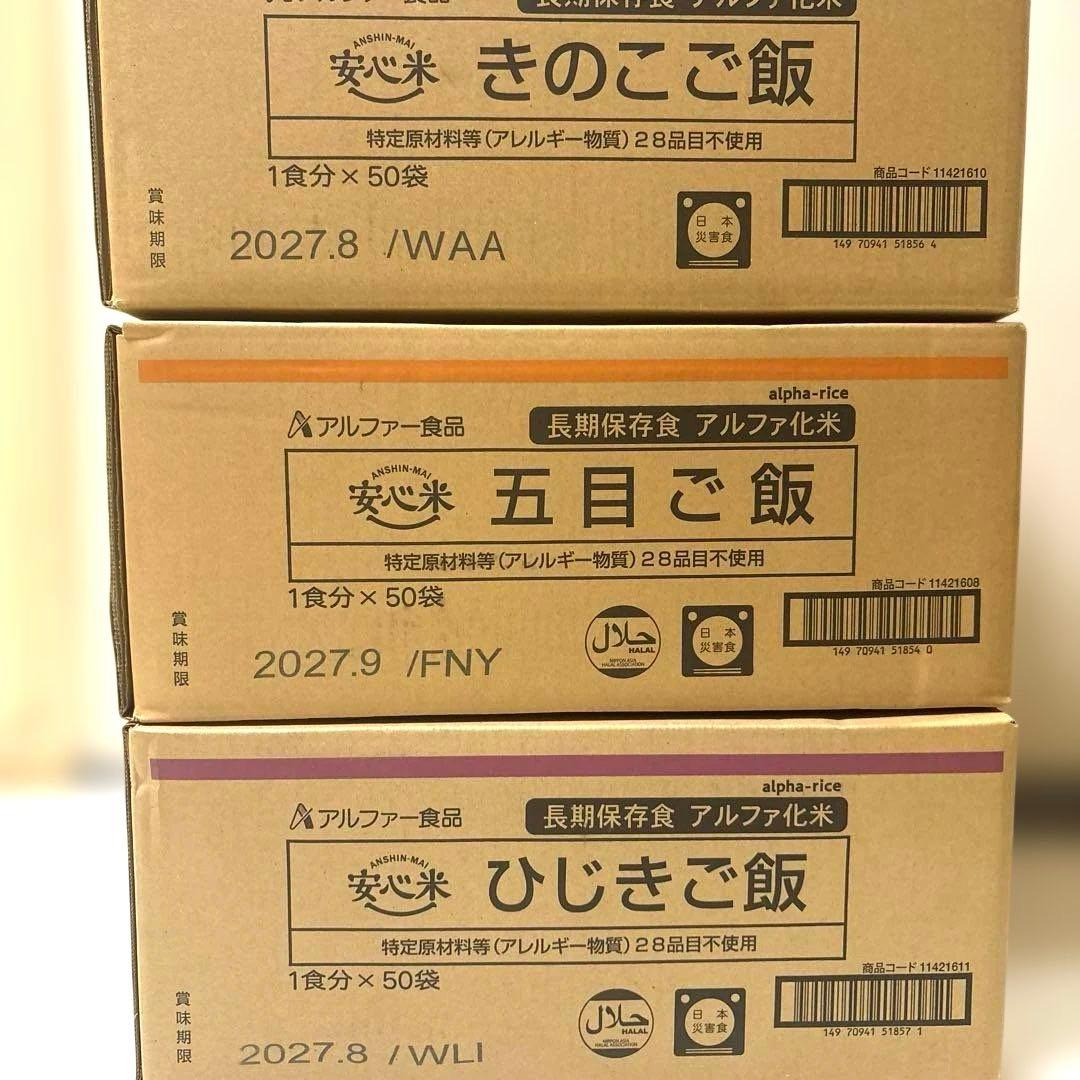 長期保存食 アルファ化米
ANSHIN-MAI
安心米 きのこご飯
特定原材料等(アレルギー物質)28品目不使用
1食分×50袋
商品コード 11421610
賞味期限
2027.8 /WAA
日本
災害食
149 70941 51856 4
alpha-rice
アルファー食品
長期保存食 アルファ化米
ANSHIN-MAI
安心米 五目ご飯
特定原材料等(アレルギー物質)28品目不使用
1食分×50袋
商品コード 11421608
賞味期限
2027.9 /FNY
حلال
HALAL
NIPPON ASIA
HALAL ASSOCIATION
日本
災害食
149 70941 51854 0
alpha-rice
アルファー食品
長期保存食 アルファ化米
ANSHIN-MAI
安心米 ひじきご飯
特定原材料等(アレルギー物質)28品目不使用
1食分×50袋
商品コード 11421611
賞味期限
2027.8 /WLI
حلال
HALAL
NIPPON ASIA
HALAL ASSOCIATION
日本
災害食
149 70941 51857 1